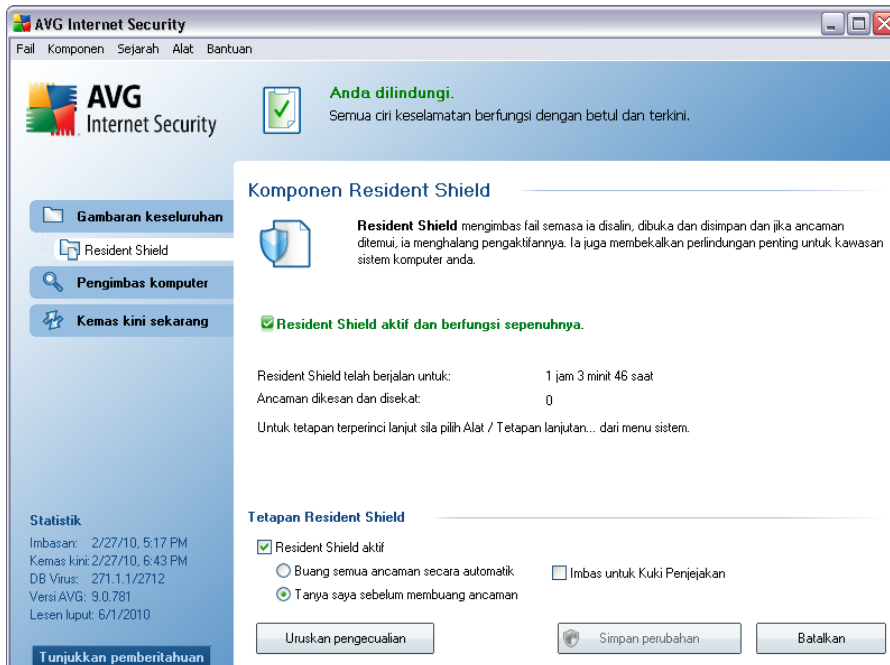 AVG Internet Security
Fail Komponen Sejarah Alat Bantuan
AVG
Internet Security
Anda dilindungi.
Semua ciri keselamatan berfungsi dengan betul dan terkini.
Gambaran keseluruhan
Resident Shield
Pengimbas komputer
Kemas kini sekarang
Komponen Resident Shield
Resident Shield mengimbas fail semasa ia disalin, dibuka dan disimpan dan jika ancaman
ditemui, ia menghalang pengaktifannya. Ia juga membekalkan perlindungan penting untuk kawasan
sistem komputer anda.
Resident Shield aktif dan berfungsi sepenuhnya.
Resident Shield telah berjalan untuk: 1 jam 3 minit 46 saat
Ancaman dikesan dan disekat: 0
Untuk tetapan terperinci lanjut sila pilih Alat / Tetapan lanjutan... dari menu sistem.
Tetapan Resident Shield
Resident Shield aktif
Buang semua ancaman secara automatik
Tanya saya sebelum membuang ancaman
Imbas untuk Kuki Penjejakan
Uruskan pengecualian
Simpan perubahan
Batalkan
Statistik
Imbasan: 2/27/10, 5:17 PM
Kemas kini: 2/27/10, 6:43 PM
DB Virus: 271.1.1/2712
Versi AVG: 9.0.781
Lesen luput: 6/1/2010
Tunjukkan pemberitahuan